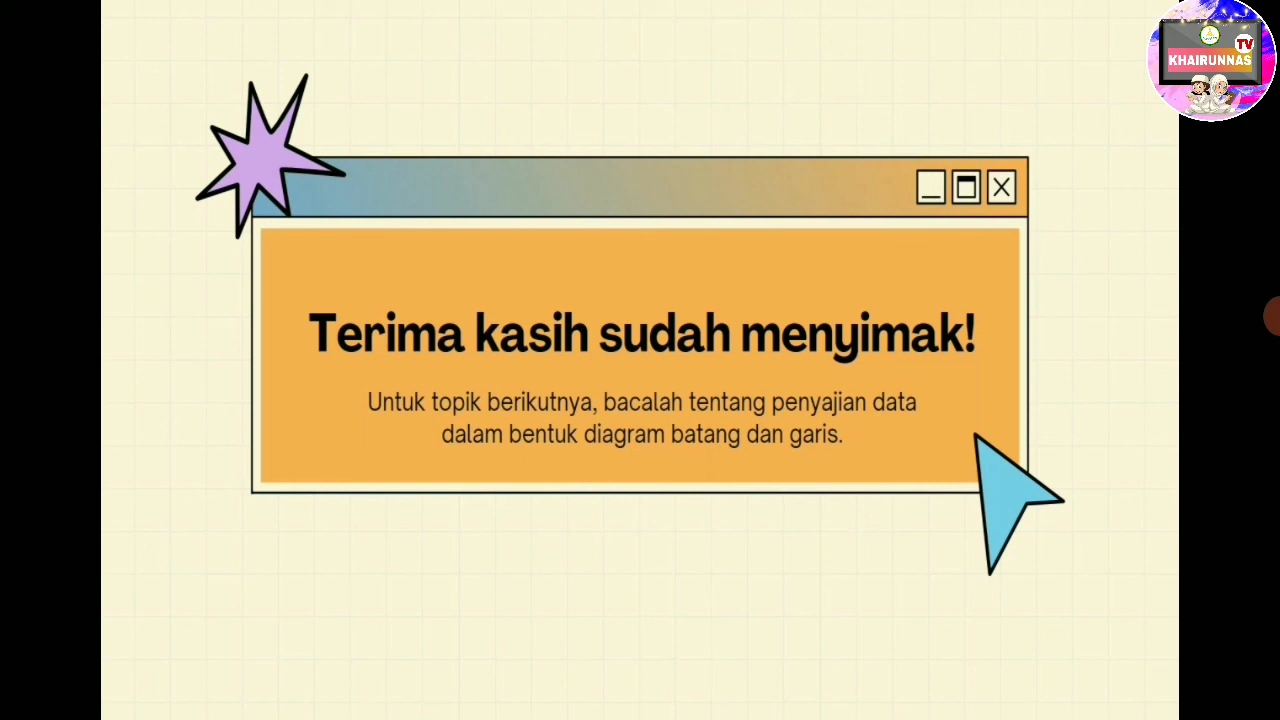 TV
KHAIRUNNAS
Terima kasih sudah menyimak!
Untuk topik berikutnya, bacalah tentang penyajian data
dalam bentuk diagram batang dan garis.